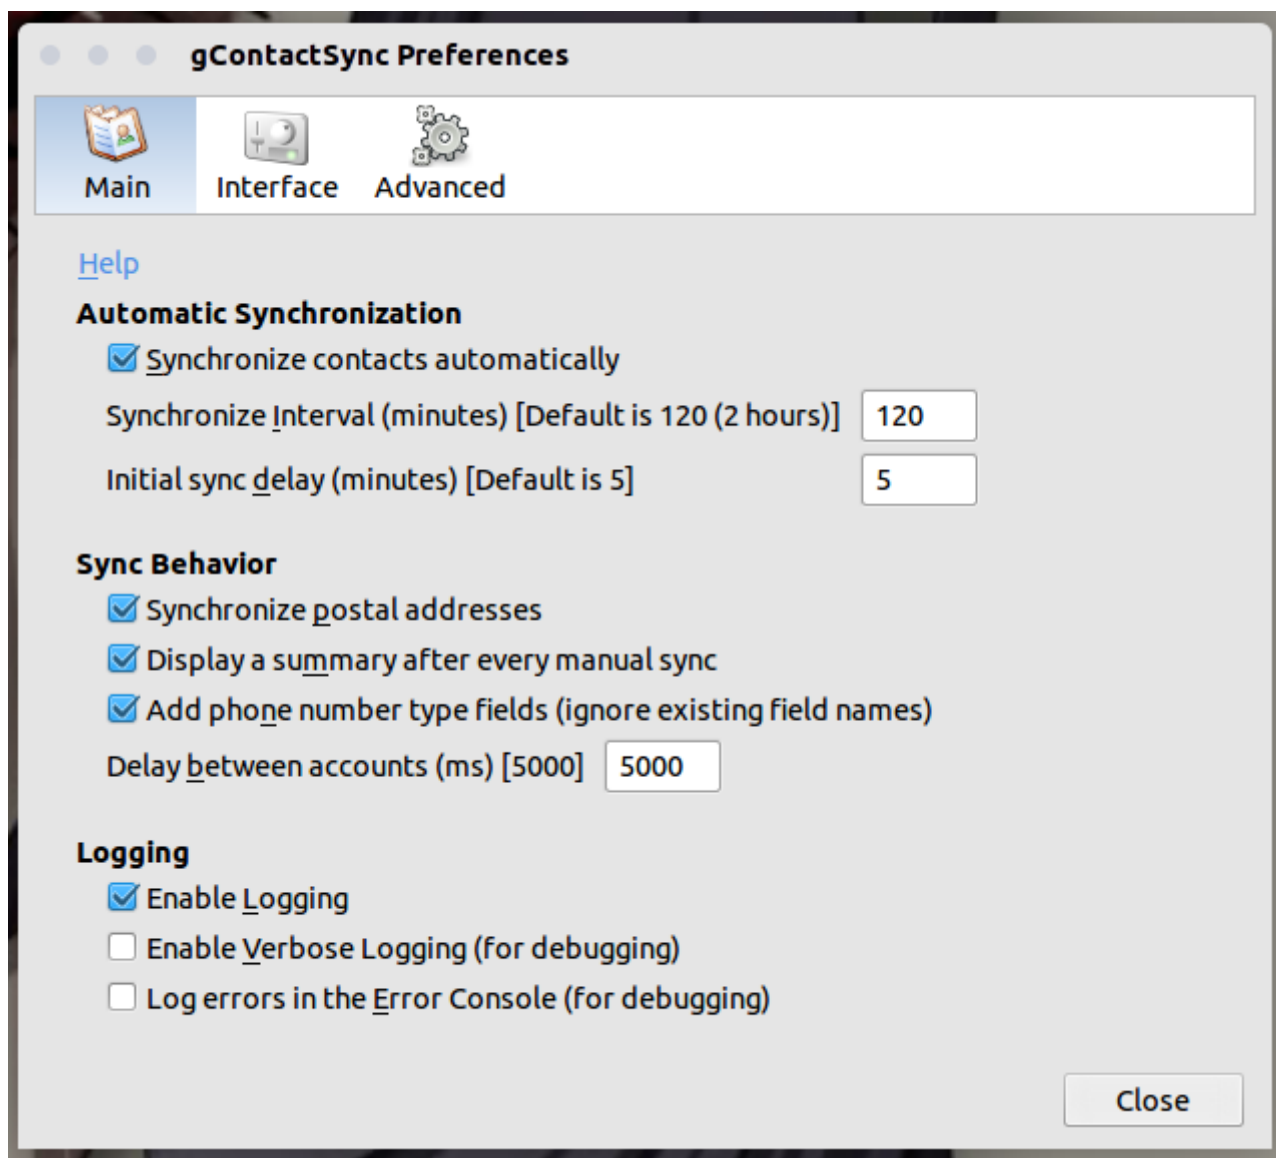 gContactSync Preferences
Main Interface Advanced
Help
Automatic Synchronization
Synchronize contacts automatically
Synchronize Interval (minutes) [Default is 120 (2 hours)] 120
Initial sync delay (minutes) [Default is 5] 5
Sync Behavior
Synchronize postal addresses
Display a summary after every manual sync
Add phone number type fields (ignore existing field names)
Delay between accounts (ms) [5000] 5000
Logging
Enable Logging
Enable Verbose Logging (for debugging)
Log errors in the Error Console (for debugging)
Close